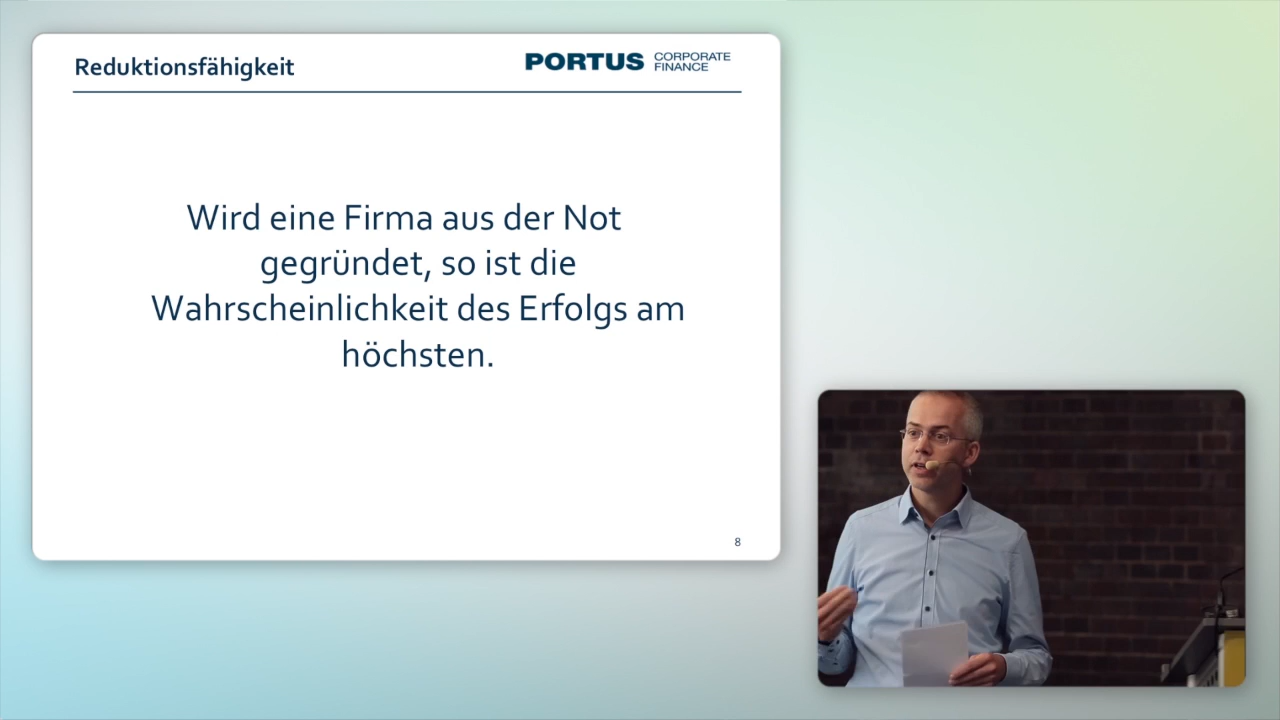 Reduktionsfähigkeit
PORTUS CORPORATE
FINANCE
Wird eine Firma aus der Not
gegründet, so ist die
Wahrscheinlichkeit des Erfolgs am
höchsten.
8